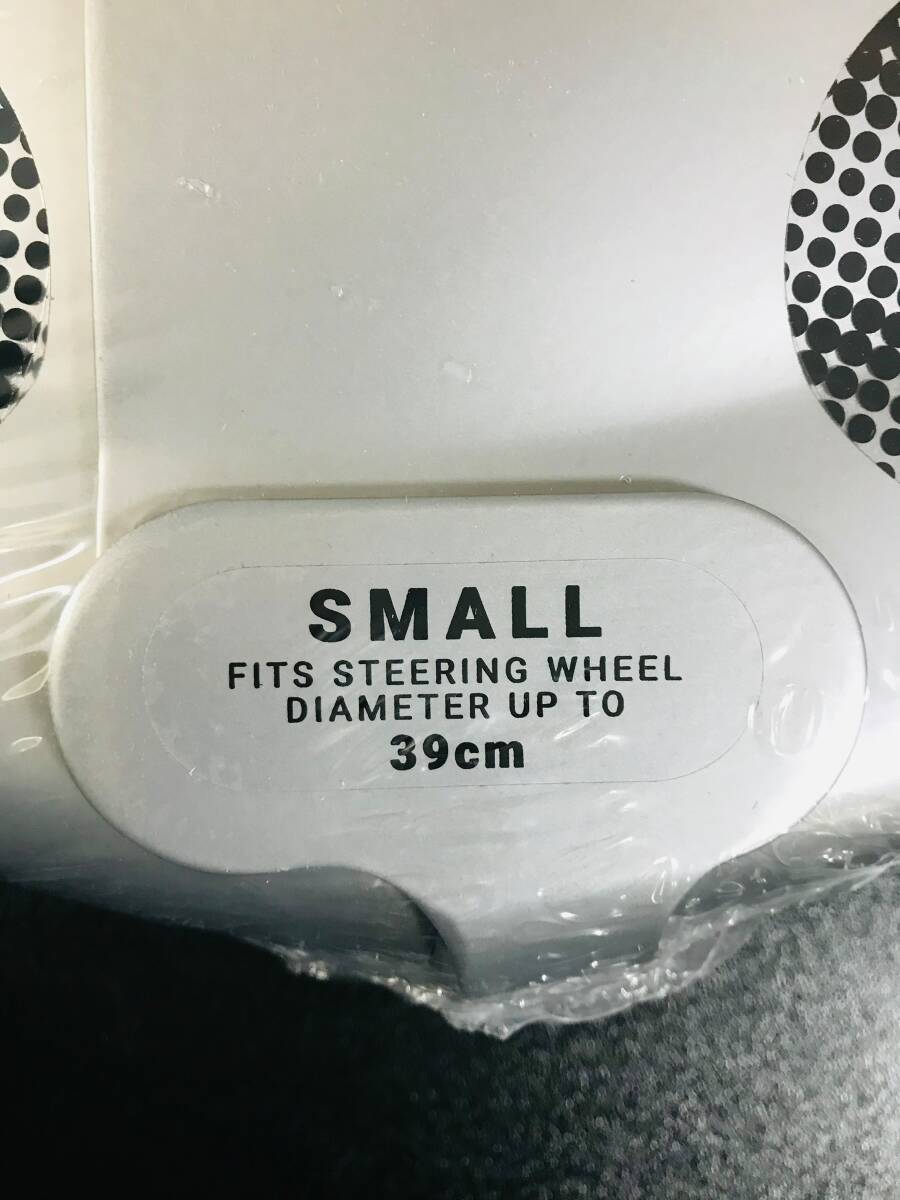 SMALL
FITS STEERING WHEEL
DIAMETER UP TO
39cm